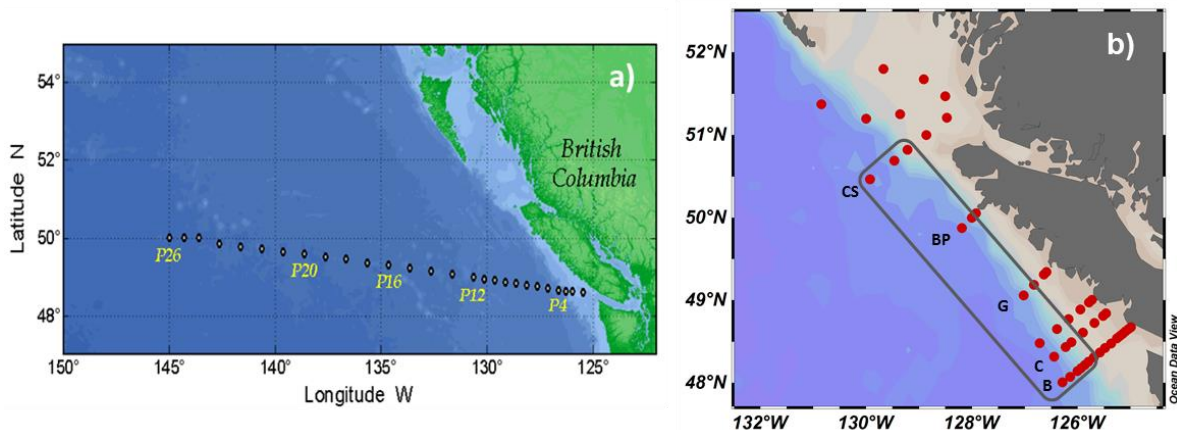 a)
54°
52°
50°
48°
Latitude N
British
Columbia
P26
P20
P16
P12
P4
150°
145°
140°
135°
130°
125°
Longitude W
b)
52°N
51°N
50°N
49°N
48°N
CS
BP
G
C
B
132°W
130°W
128°W
126°W
Ocean Data View